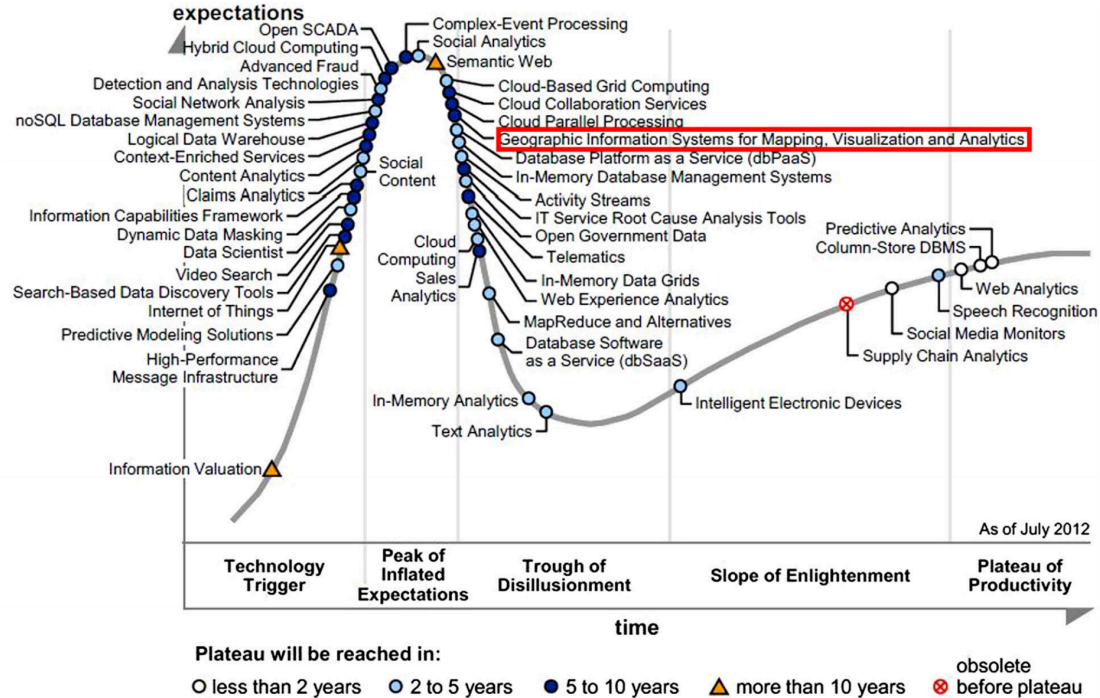 expectations
Open SCADA
Hybrid Cloud Computing
Advanced Fraud
Detection and Analysis Technologies
Social Network Analysis
noSQL Database Management Systems
Logical Data Warehouse
Context-Enriched Services
Content Analytics
Claims Analytics
Information Capabilities Framework
Dynamic Data Masking
Data Scientist
Video Search
Search-Based Data Discovery Tools
Internet of Things
Predictive Modeling Solutions
High-Performance
Message Infrastructure
Information Valuation
Social
Content
Complex-Event Processing
Social Analytics
Semantic Web
Cloud-Based Grid Computing
Cloud Collaboration Services
Cloud Parallel Processing
Geographic Information Systems for Mapping, Visualization and Analytics
Database Platform as a Service (dbPaaS)
In-Memory Database Management Systems
Activity Streams
IT Service Root Cause Analysis Tools
Open Government Data
Telematics
In-Memory Data Grids
Web Experience Analytics
Cloud
Computing
Sales
Analytics
MapReduce and Alternatives
Database Software
as a Service (dbSaaS)
In-Memory Analytics
Text Analytics
Intelligent Electronic Devices
Supply Chain Analytics
Social Media Monitors
Speech Recognition
Web Analytics
Column-Store DBMS
Predictive Analytics
As of July 2012
Technology
Trigger
Peak of
Inflated
Expectations
Trough of
Disillusionment
Slope of Enlightenment
Plateau of
Productivity
time
Plateau will be reached in:
less than 2 years
2 to 5 years
5 to 10 years
more than 10 years
obsolete
before plateau